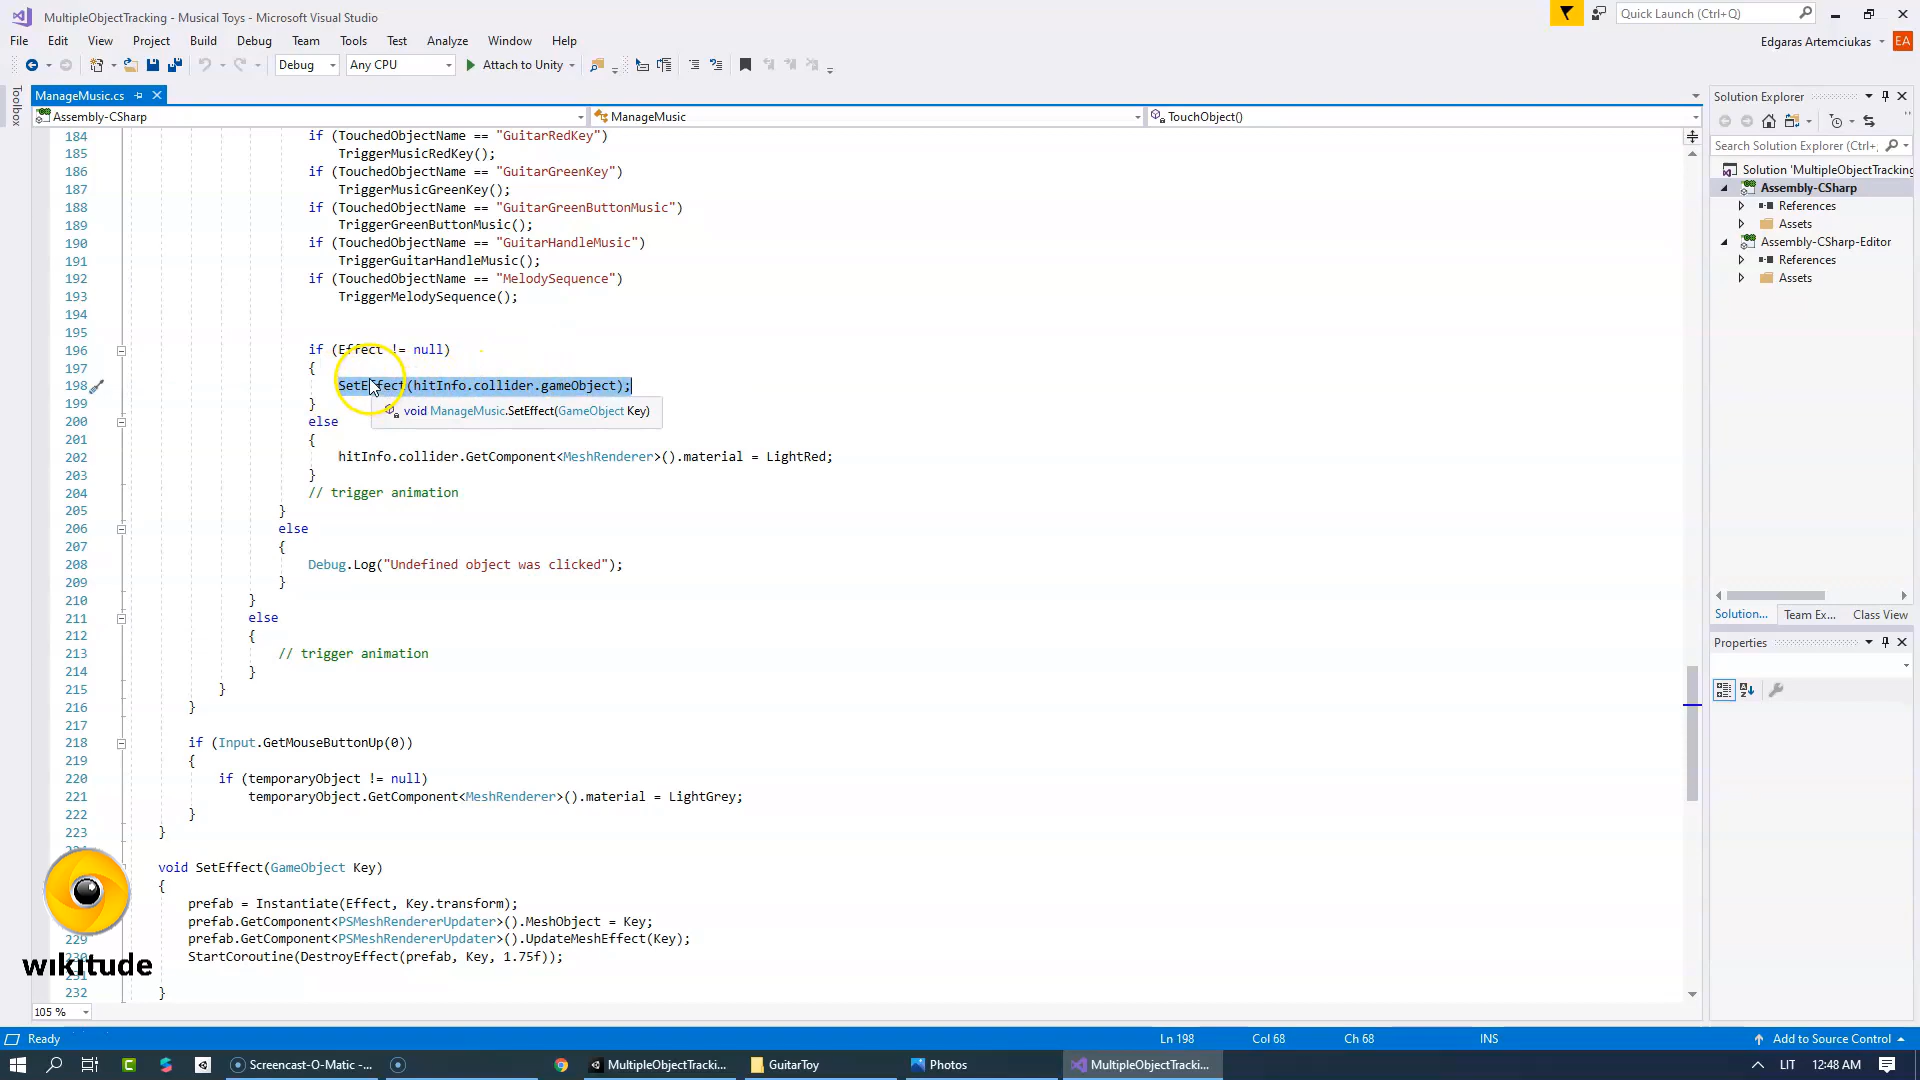 MultipleObjectTracking - Musical Toys - Microsoft Visual Studio
Quick Launch (Ctrl+Q)
File Edit View Project Build Debug Team Tools Test Analyze Window Help
Edgaras Artemciukas EA
Debug Any CPU Attach to Unity
Toolbox
ManageMusic.cs
Assembly-CSharp ManageMusic TouchObject()
184 if (TouchedObjectName == "GuitarRedKey")
185 TriggerMusicRedKey();
186 if (TouchedObjectName == "GuitarGreenKey")
187 TriggerMusicGreenKey();
188 if (TouchedObjectName == "GuitarGreenButtonMusic")
189 TriggerGreenButtonMusic();
190 if (TouchedObjectName == "GuitarHandleMusic")
191 TriggerGuitarHandleMusic();
192 if (TouchedObjectName == "MelodySequence")
193 TriggerMelodySequence();
194
195
196 if (Effect != null)
197 {
198 SetEffect(hitInfo.collider.gameObject);
199 }
void ManageMusic.SetEffect(GameObject Key)
200 else
201 {
202 hitInfo.collider.GetComponent<MeshRenderer>().material = LightRed;
203 }
204 // trigger animation
205 }
206 else
207 {
208 Debug.Log("Undefined object was clicked");
209 }
210 }
211 else
212 {
213 // trigger animation
214 }
215 }
216 }
217
218 if (Input.GetMouseButtonUp(0))
219 {
220 if (temporaryObject != null)
221 temporaryObject.GetComponent<MeshRenderer>().material = LightGrey;
222 }
223 }
void SetEffect(GameObject Key)
{
prefab = Instantiate(Effect, Key.transform);
prefab.GetComponent<PSMeshRendererUpdater>().MeshObject = Key;
229 prefab.GetComponent<PSMeshRendererUpdater>().UpdateMeshEffect(Key);
StartCoroutine(DestroyEffect(prefab, Key, 1.75f));
232 }
wikitude
105 %
Solution Explorer
Search Solution Explorer (Ctrl+
Solution 'MultipleObjectTracking
Assembly-CSharp
References
Assets
Assembly-CSharp-Editor
References
Assets
Solution... Team Ex... Class View
Properties
Ready Ln 198 Col 68 Ch 68 INS Add to Source Control
Screencast-O-Matic -... MultipleObjectTracki... GuitarToy Photos MultipleObjectTracki... LIT 12:48 AM